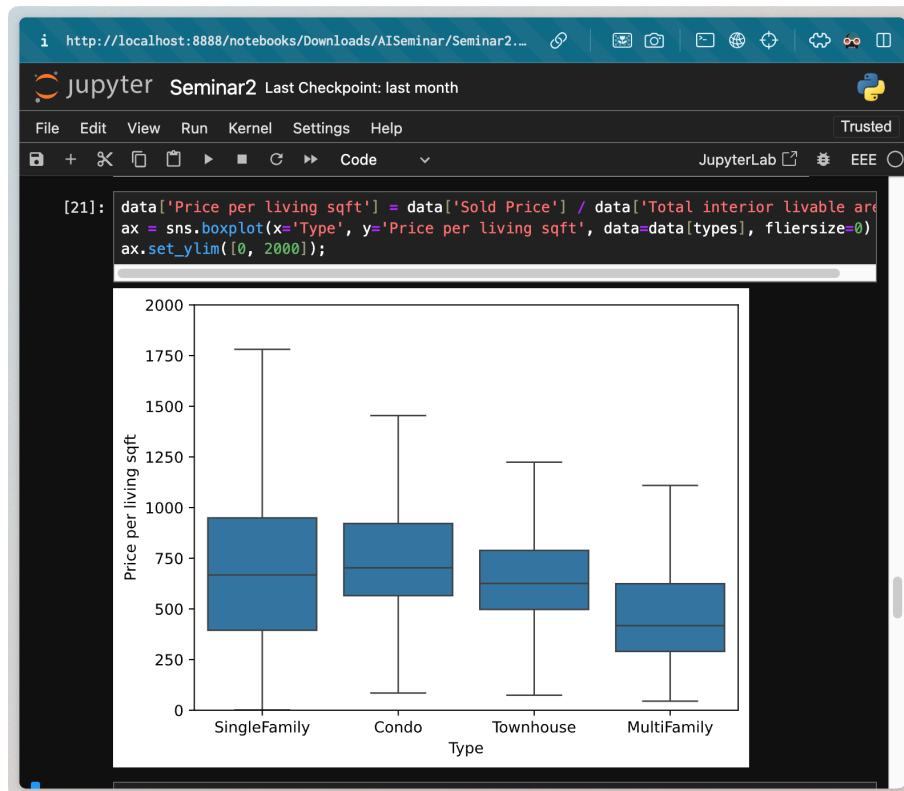 http://localhost:8888/notebooks/Downloads/AISeminar/Seminar2.…
jupyter Seminar2 Last Checkpoint: last month
File Edit View Run Kernel Settings Help Trusted
Code JupyterLab EEE
[21]: data['Price per living sqft'] = data['Sold Price'] / data['Total interior livable are
ax = sns.boxplot(x='Type', y='Price per living sqft', data=data[types], fliersize=0)
ax.set_ylim([0, 2000]);
2000
1750
1500
1250
1000
750
500
250
0
Price per living sqft
SingleFamily Condo Townhouse MultiFamily
Type